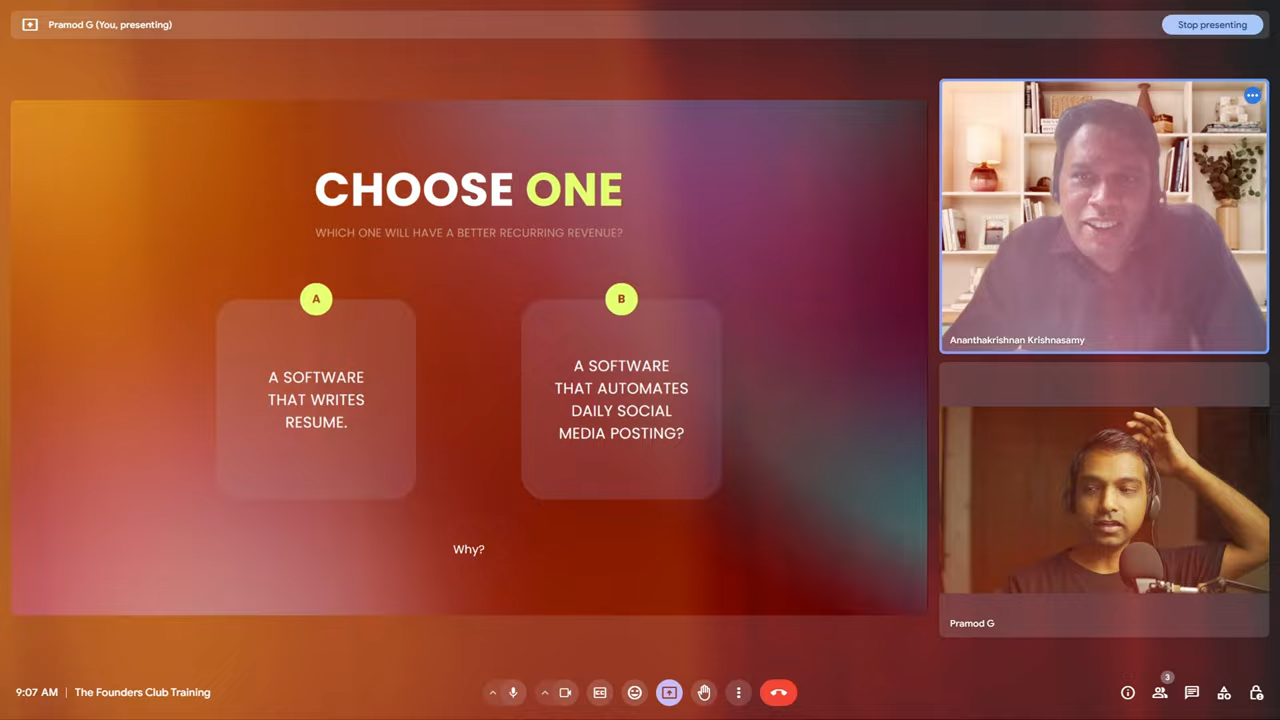 Pramod G (You, presenting)
Stop presenting
CHOOSE ONE
WHICH ONE WILL HAVE A BETTER RECURRING REVENUE?
A
A SOFTWARE
THAT WRITES
RESUME.
B
A SOFTWARE
THAT AUTOMATES
DAILY SOCIAL
MEDIA POSTING?
Why?
Ananthakrishnan Krishnasamy
Pramod G
9:07 AM | The Founders Club Training
3